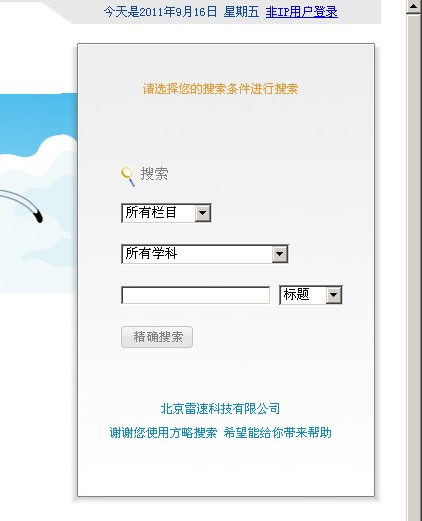 今天是2011年9月16日 星期五 非IP用户登录
请选择您的搜索条件进行搜索
搜索
所有栏目
所有学科
标题
精确搜索
北京雷速科技有限公司
谢谢您使用方略搜索 希望能给你带来帮助